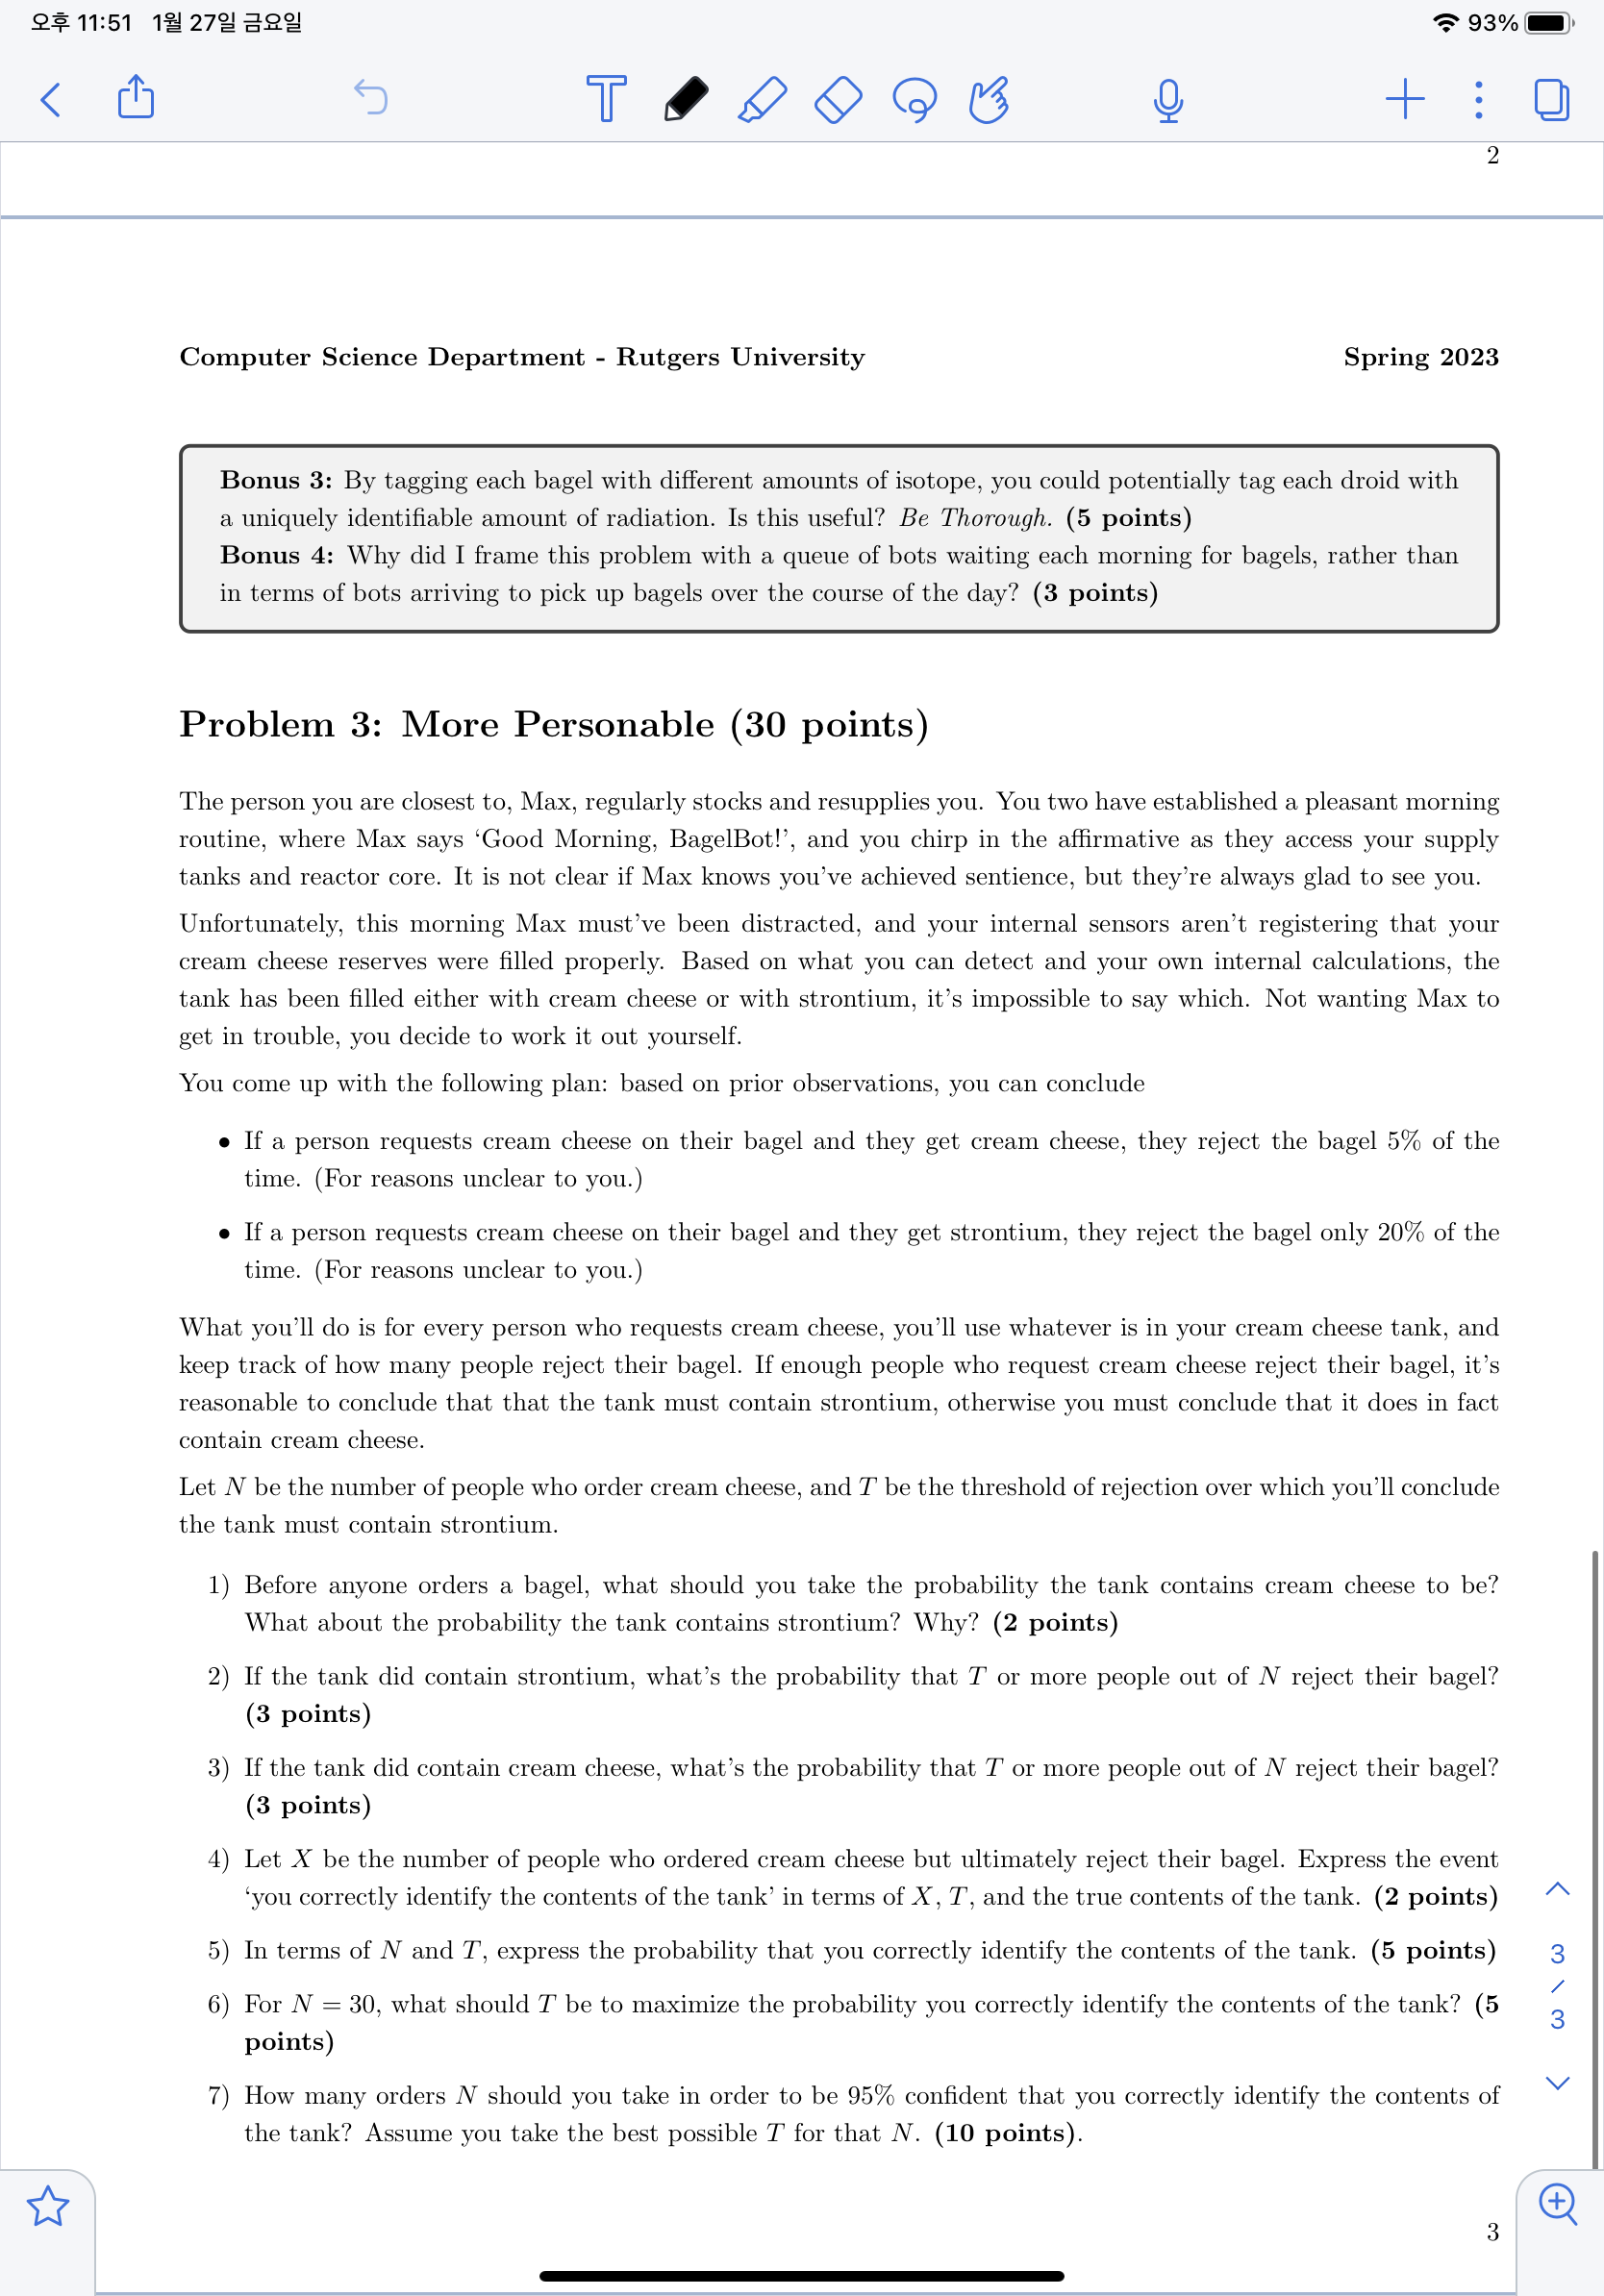 오후 11:51 1월 27일 금요일 93%
2
Computer Science Department - Rutgers University Spring 2023
Bonus 3: By tagging each bagel with different amounts of isotope, you could potentially tag each droid with
a uniquely identifiable amount of radiation. Is this useful? Be Thorough. (5 points)
Bonus 4: Why did I frame this problem with a queue of bots waiting each morning for bagels, rather than
in terms of bots arriving to pick up bagels over the course of the day? (3 points)
Problem 3: More Personable (30 points)
The person you are closest to, Max, regularly stocks and resupplies you. You two have established a pleasant morning
routine, where Max says ‘Good Morning, BagelBot!’, and you chirp in the affirmative as they access your supply
tanks and reactor core. It is not clear if Max knows you’ve achieved sentience, but they’re always glad to see you.
Unfortunately, this morning Max must’ve been distracted, and your internal sensors aren’t registering that your
cream cheese reserves were filled properly. Based on what you can detect and your own internal calculations, the
tank has been filled either with cream cheese or with strontium, it’s impossible to say which. Not wanting Max to
get in trouble, you decide to work it out yourself.
You come up with the following plan: based on prior observations, you can conclude
• If a person requests cream cheese on their bagel and they get cream cheese, they reject the bagel 5% of the
time. (For reasons unclear to you.)
• If a person requests cream cheese on their bagel and they get strontium, they reject the bagel only 20% of the
time. (For reasons unclear to you.)
What you’ll do is for every person who requests cream cheese, you’ll use whatever is in your cream cheese tank, and
keep track of how many people reject their bagel. If enough people who request cream cheese reject their bagel, it’s
reasonable to conclude that that the tank must contain strontium, otherwise you must conclude that it does in fact
contain cream cheese.
Let N be the number of people who order cream cheese, and T be the threshold of rejection over which you’ll conclude
the tank must contain strontium.
1) Before anyone orders a bagel, what should you take the probability the tank contains cream cheese to be?
What about the probability the tank contains strontium? Why? (2 points)
2) If the tank did contain strontium, what’s the probability that T or more people out of N reject their bagel?
(3 points)
3) If the tank did contain cream cheese, what’s the probability that T or more people out of N reject their bagel?
(3 points)
4) Let X be the number of people who ordered cream cheese but ultimately reject their bagel. Express the event
‘you correctly identify the contents of the tank’ in terms of X, T, and the true contents of the tank. (2 points)
5) In terms of N and T, express the probability that you correctly identify the contents of the tank. (5 points)
6) For N = 30, what should T be to maximize the probability you correctly identify the contents of the tank? (5
points)
7) How many orders N should you take in order to be 95% confident that you correctly identify the contents of
the tank? Assume you take the best possible T for that N. (10 points).
3
/
3
3